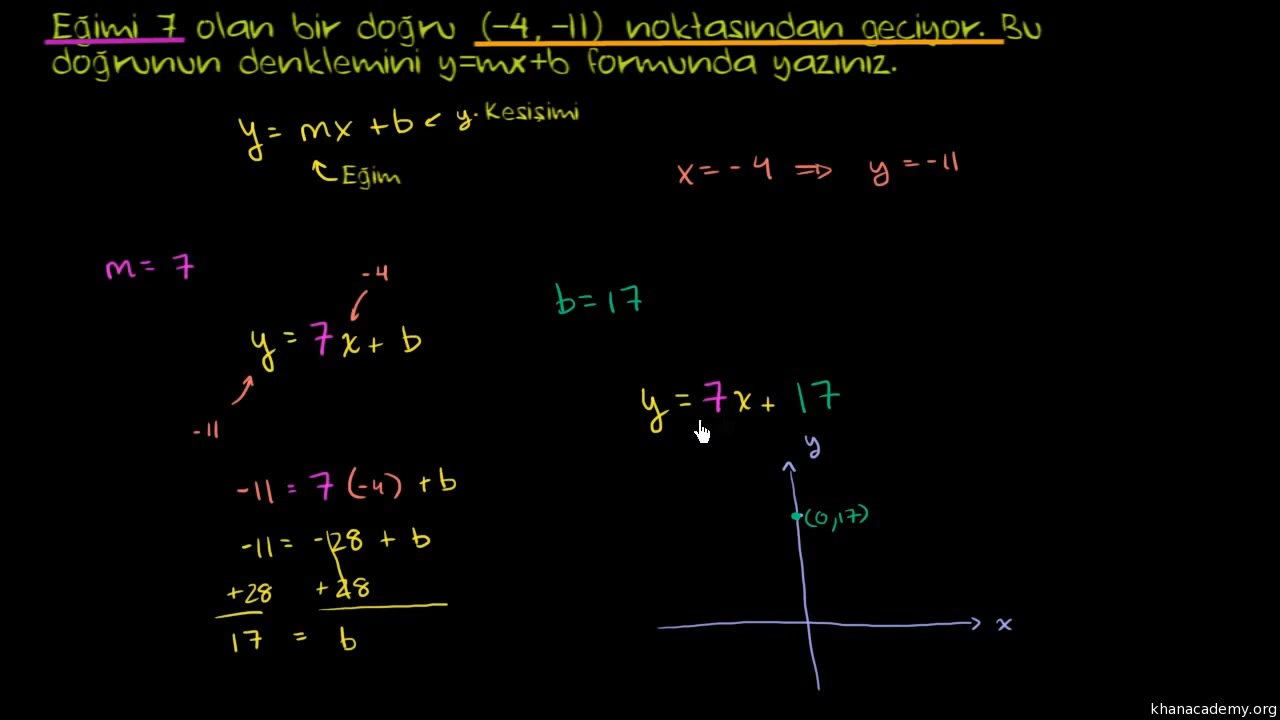 Eğimi 7 olan bir doğru (-4, -11) noktasından geçiyor. Bu
doğrunun denklemini y=mx+b formunda yazınız.
y = mx + b < y. Kesişimi
Eğim
x = -4 ⇒ y = -11
m = 7
-4
b = 17
y = 7x + b
-11
y = 7x + 17
y
-11 = 7 (-4) + b
(0,17)
-11 = -28 + b
+28 +28
17 = b
x
khanacademy.org